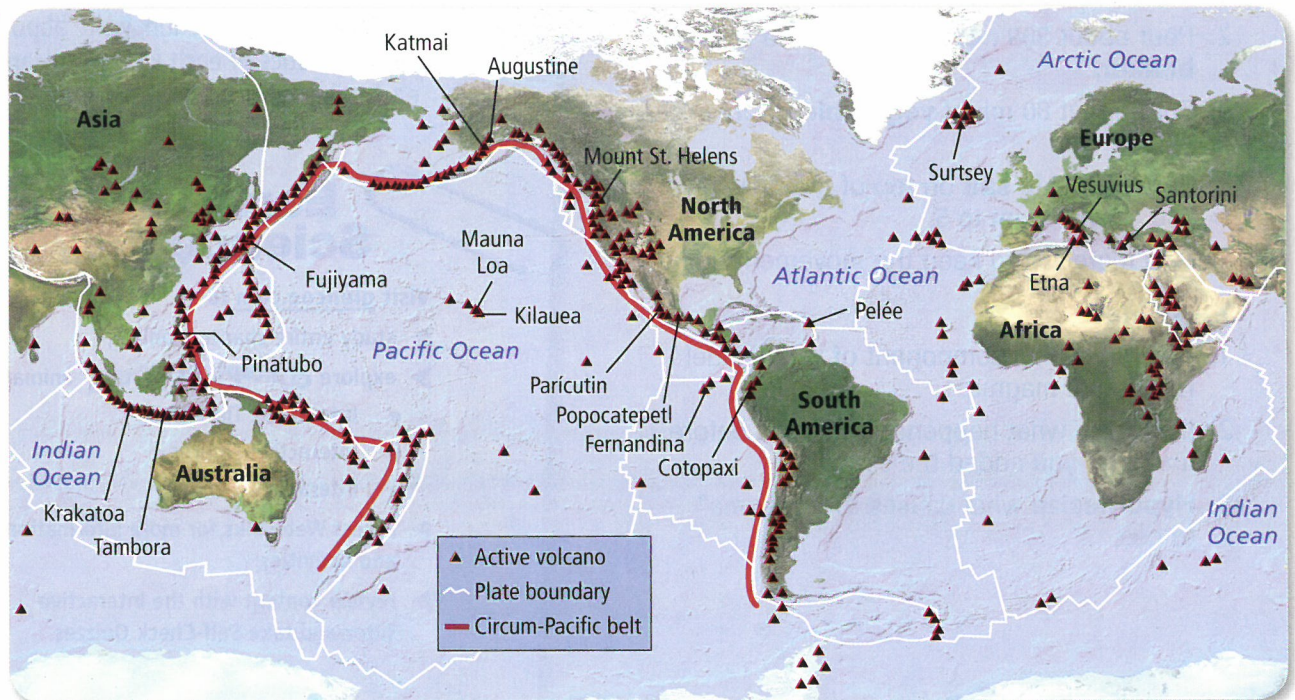 Katmai
Augustine
Arctic Ocean
Asia
Europe
Mount St. Helens
Surtsey
Vesuvius
Santorini
North
America
Mauna
Loa
Fujiyama
Atlantic Ocean
Etna
Kilauea
Pelée
Africa
Pacific Ocean
Pinatubo
Parícutin
South
America
Popocatepetl
Fernandina
Cotopaxi
Indian
Ocean
Australia
Krakatoa
Tambora
Indian
Ocean
Active volcano
Plate boundary
Circum-Pacific belt